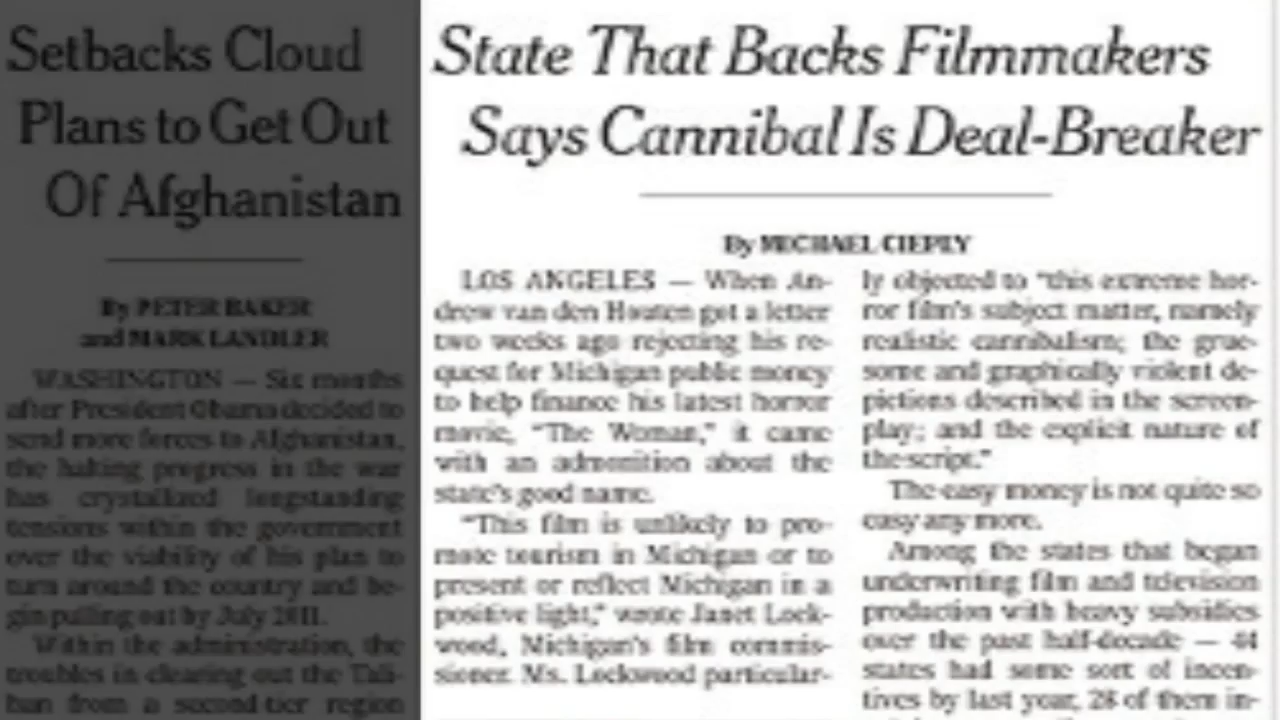 Setbacks Cloud
Plans to Get Out
Of Afghanistan
By PETER BAKER
and MARK LANDLER
WASHINGTON — Six months
after President Obama decided to
send more forces to Afghanistan,
the halting progress in the war
has crystallized longstanding
tensions within the government
over the viability of his plan to
turn around the country and be-
gin pulling out by July 2011.
Within the administration, the
troubles in clearing out the Tali-
ban from a second-tier region
State That Backs Filmmakers
Says Cannibal Is Deal-Breaker
By MICHAEL CIEPLY
LOS ANGELES — When An-
drew van den Houten got a letter
two weeks ago rejecting his re-
quest for Michigan public money
to help finance his latest horror
movie, “The Woman,” it came
with an admonition about the
state's good name.
“This film is unlikely to pro-
mote tourism in Michigan or to
present or reflect Michigan in a
positive light,” wrote Janet Lock-
wood, Michigan's film commis-
sioner. Ms. Lockwood particular-
ly objected to “this extreme hor-
ror film's subject matter, namely
realistic cannibalism; the grue-
some and graphically violent de-
pictions described in the screen-
play; and the explicit nature of
the script.”
The easy money is not quite so
easy any more.
Among the states that began
underwriting film and television
production with heavy subsidies
over the past half-decade — 44
states had some sort of incen-
tives by last year, 28 of them in-